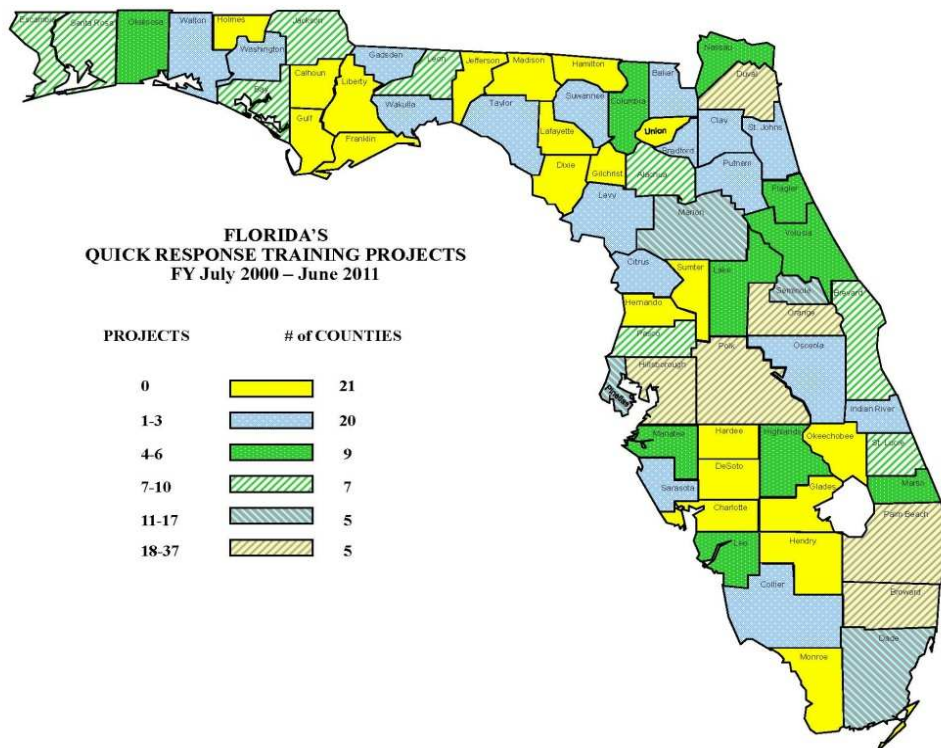 Escambia
Santa Rosa
Okaloosa
Walton
Holmes
Jackson
Washington
Bay
Calhoun
Gulf
Liberty
Franklin
Gadsden
Leon
Wakulla
Jefferson
Madison
Taylor
Hamilton
Suwannee
Lafayette
Dixie
Columbia
Gilchrist
Baker
Union
Bradford
Alachua
Levy
Nassau
Duval
Clay
St. Johns
Putnam
Flagler
Marion
Volusia
FLORIDA'S
QUICK RESPONSE TRAINING PROJECTS
FY July 2000 – June 2011
Citrus
Sumter
Lake
Seminole
Brevard
Hernando
Orange
Pasco
Polk
Osceola
Hillsborough
Pinellas
Indian River
PROJECTS # of COUNTIES
0 21
1-3 20
4-6 9
7-10 7
11-17 5
18-37 5
Manatee
Hardee
Highlands
Okeechobee
St. Lucie
DeSoto
Sarasota
Glades
Martin
Charlotte
Palm Beach
Lee
Hendry
Collier
Broward
Dade
Monroe